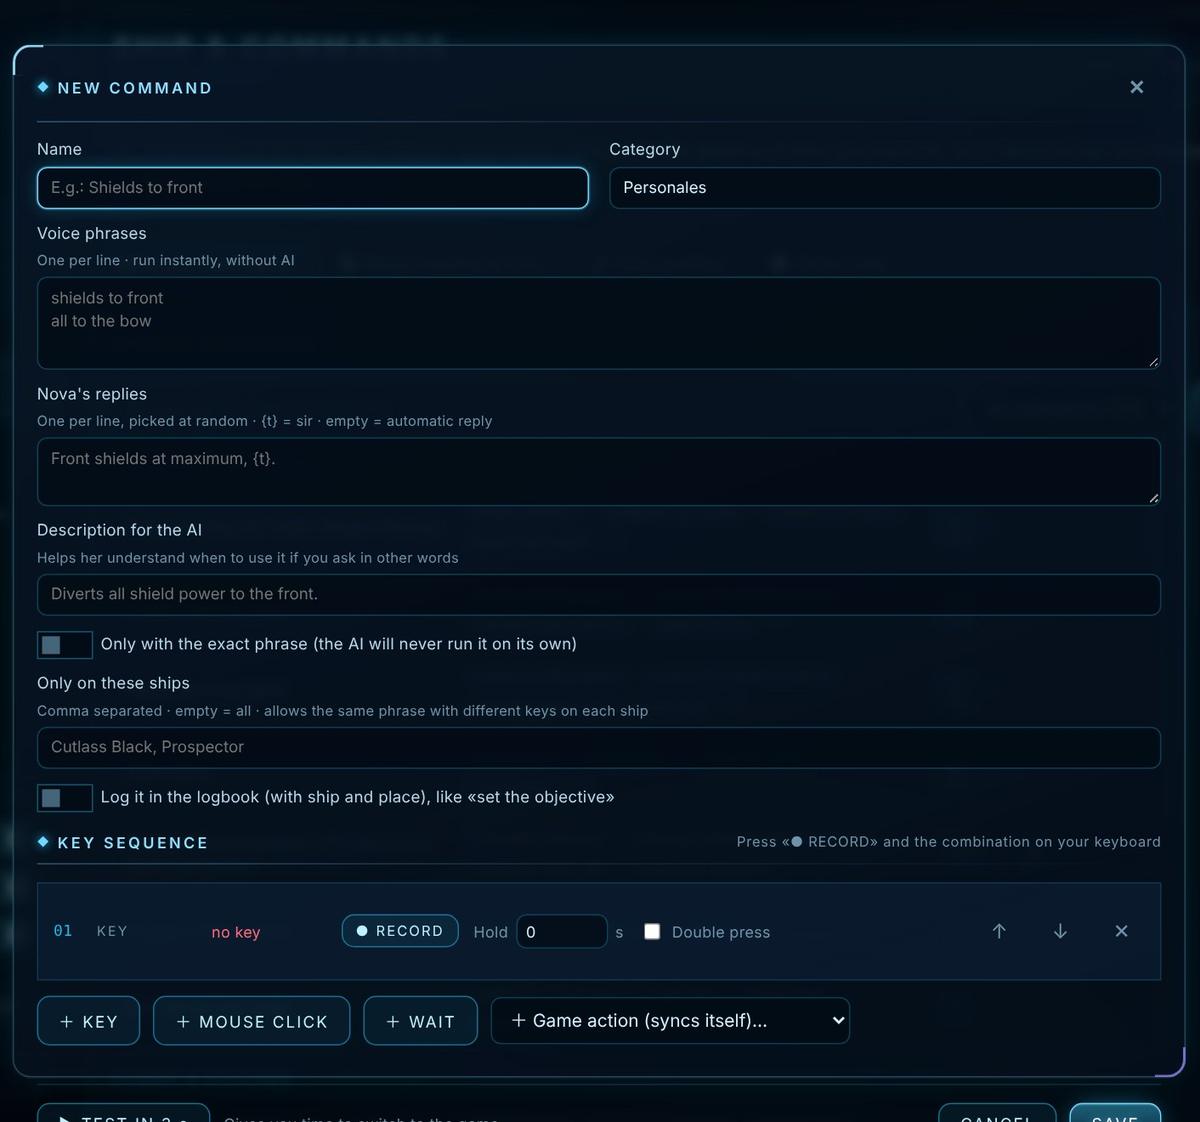 NEW COMMAND ✕
Name
Category
E.g.: Shields to front
Personales
Voice phrases
One per line · run instantly, without AI
shields to front
all to the bow
Nova's replies
One per line, picked at random · {t} = sir · empty = automatic reply
Front shields at maximum, {t}.
Description for the AI
Helps her understand when to use it if you ask in other words
Diverts all shield power to the front.
Only with the exact phrase (the AI will never run it on its own)
Only on these ships
Comma separated · empty = all · allows the same phrase with different keys on each ship
Cutlass Black, Prospector
Log it in the logbook (with ship and place), like «set the objective»
KEY SEQUENCE
Press «● RECORD» and the combination on your keyboard
01 KEY no key ● RECORD Hold 0 s Double press ↑ ↓ ✕
+ KEY + MOUSE CLICK + WAIT + Game action (syncs itself)...
CANCEL SAVE